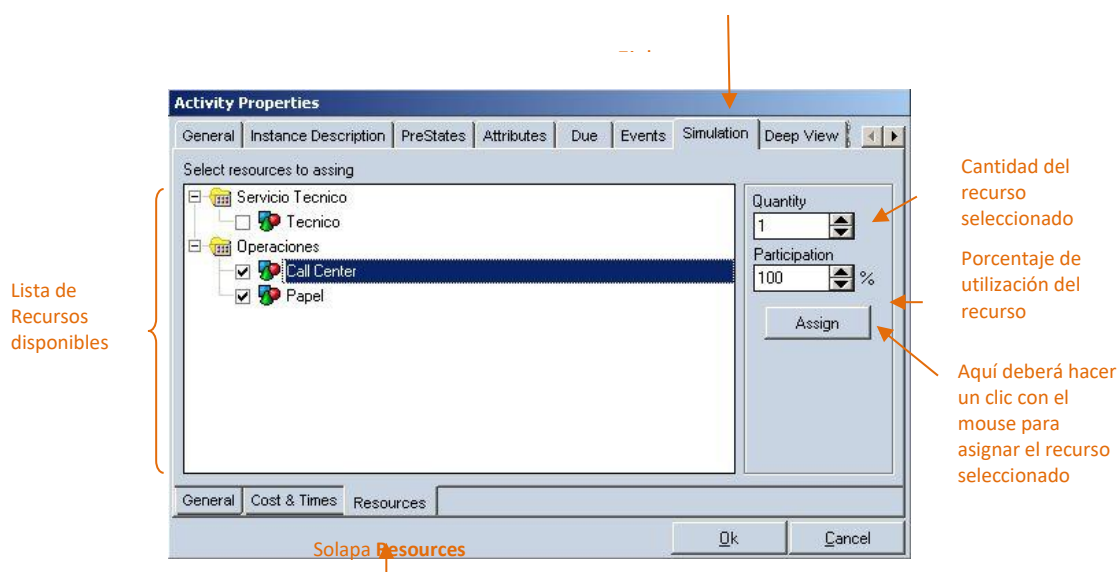 Activity Properties
General Instance Description PreStates Attributes Due Events Simulation Deep View
Select resources to assing
Servicio Tecnico
Tecnico
Operaciones
Call Center
Papel
Quantity
1
Participation
100 %
Assign
General Cost & Times Resources
Ok Cancel
Lista de
Recursos
disponibles
Cantidad del
recurso
seleccionado
Porcentaje de
utilización del
recurso
Aquí deberá hacer
un clic con el
mouse para
asignar el recurso
seleccionado
Solapa Resources